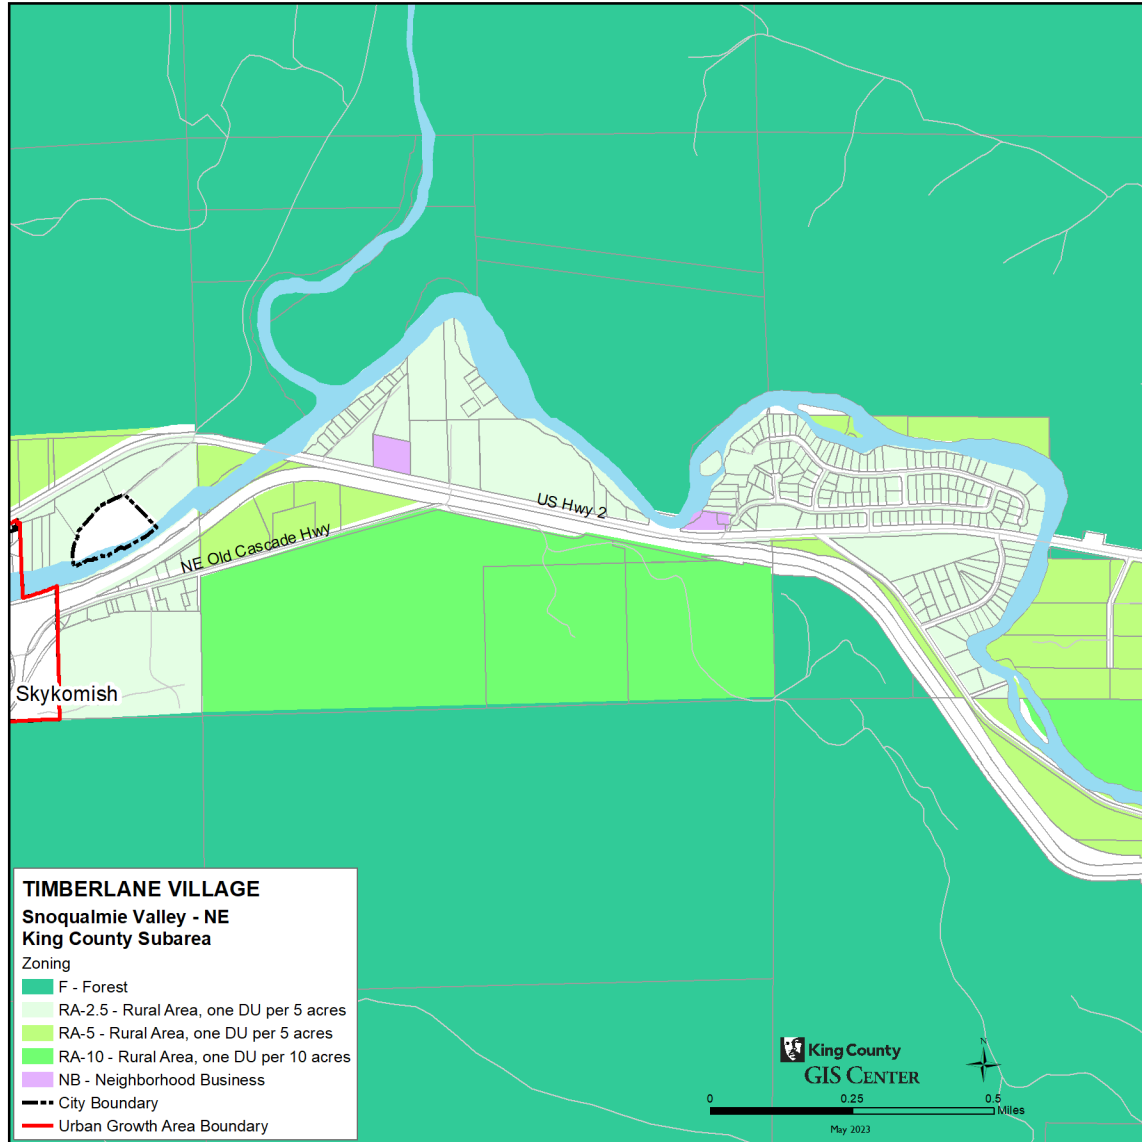 US Hwy 2
NE Old Cascade Hwy
Skykomish
TIMBERLANE VILLAGE
Snoqualmie Valley - NE
King County Subarea
Zoning
F - Forest
RA-2.5 - Rural Area, one DU per 5 acres
RA-5 - Rural Area, one DU per 5 acres
RA-10 - Rural Area, one DU per 10 acres
NB - Neighborhood Business
City Boundary
Urban Growth Area Boundary
King County
GIS CENTER
N
0 0.25 0.5
Miles
May 2023